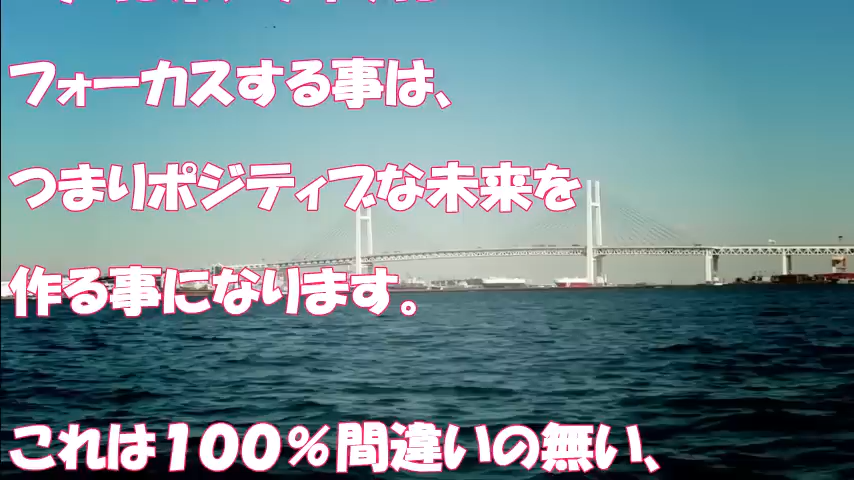 フォーカスする事は、
つまりポジティブな未来を
作る事になります。
これは100％間違いの無い、